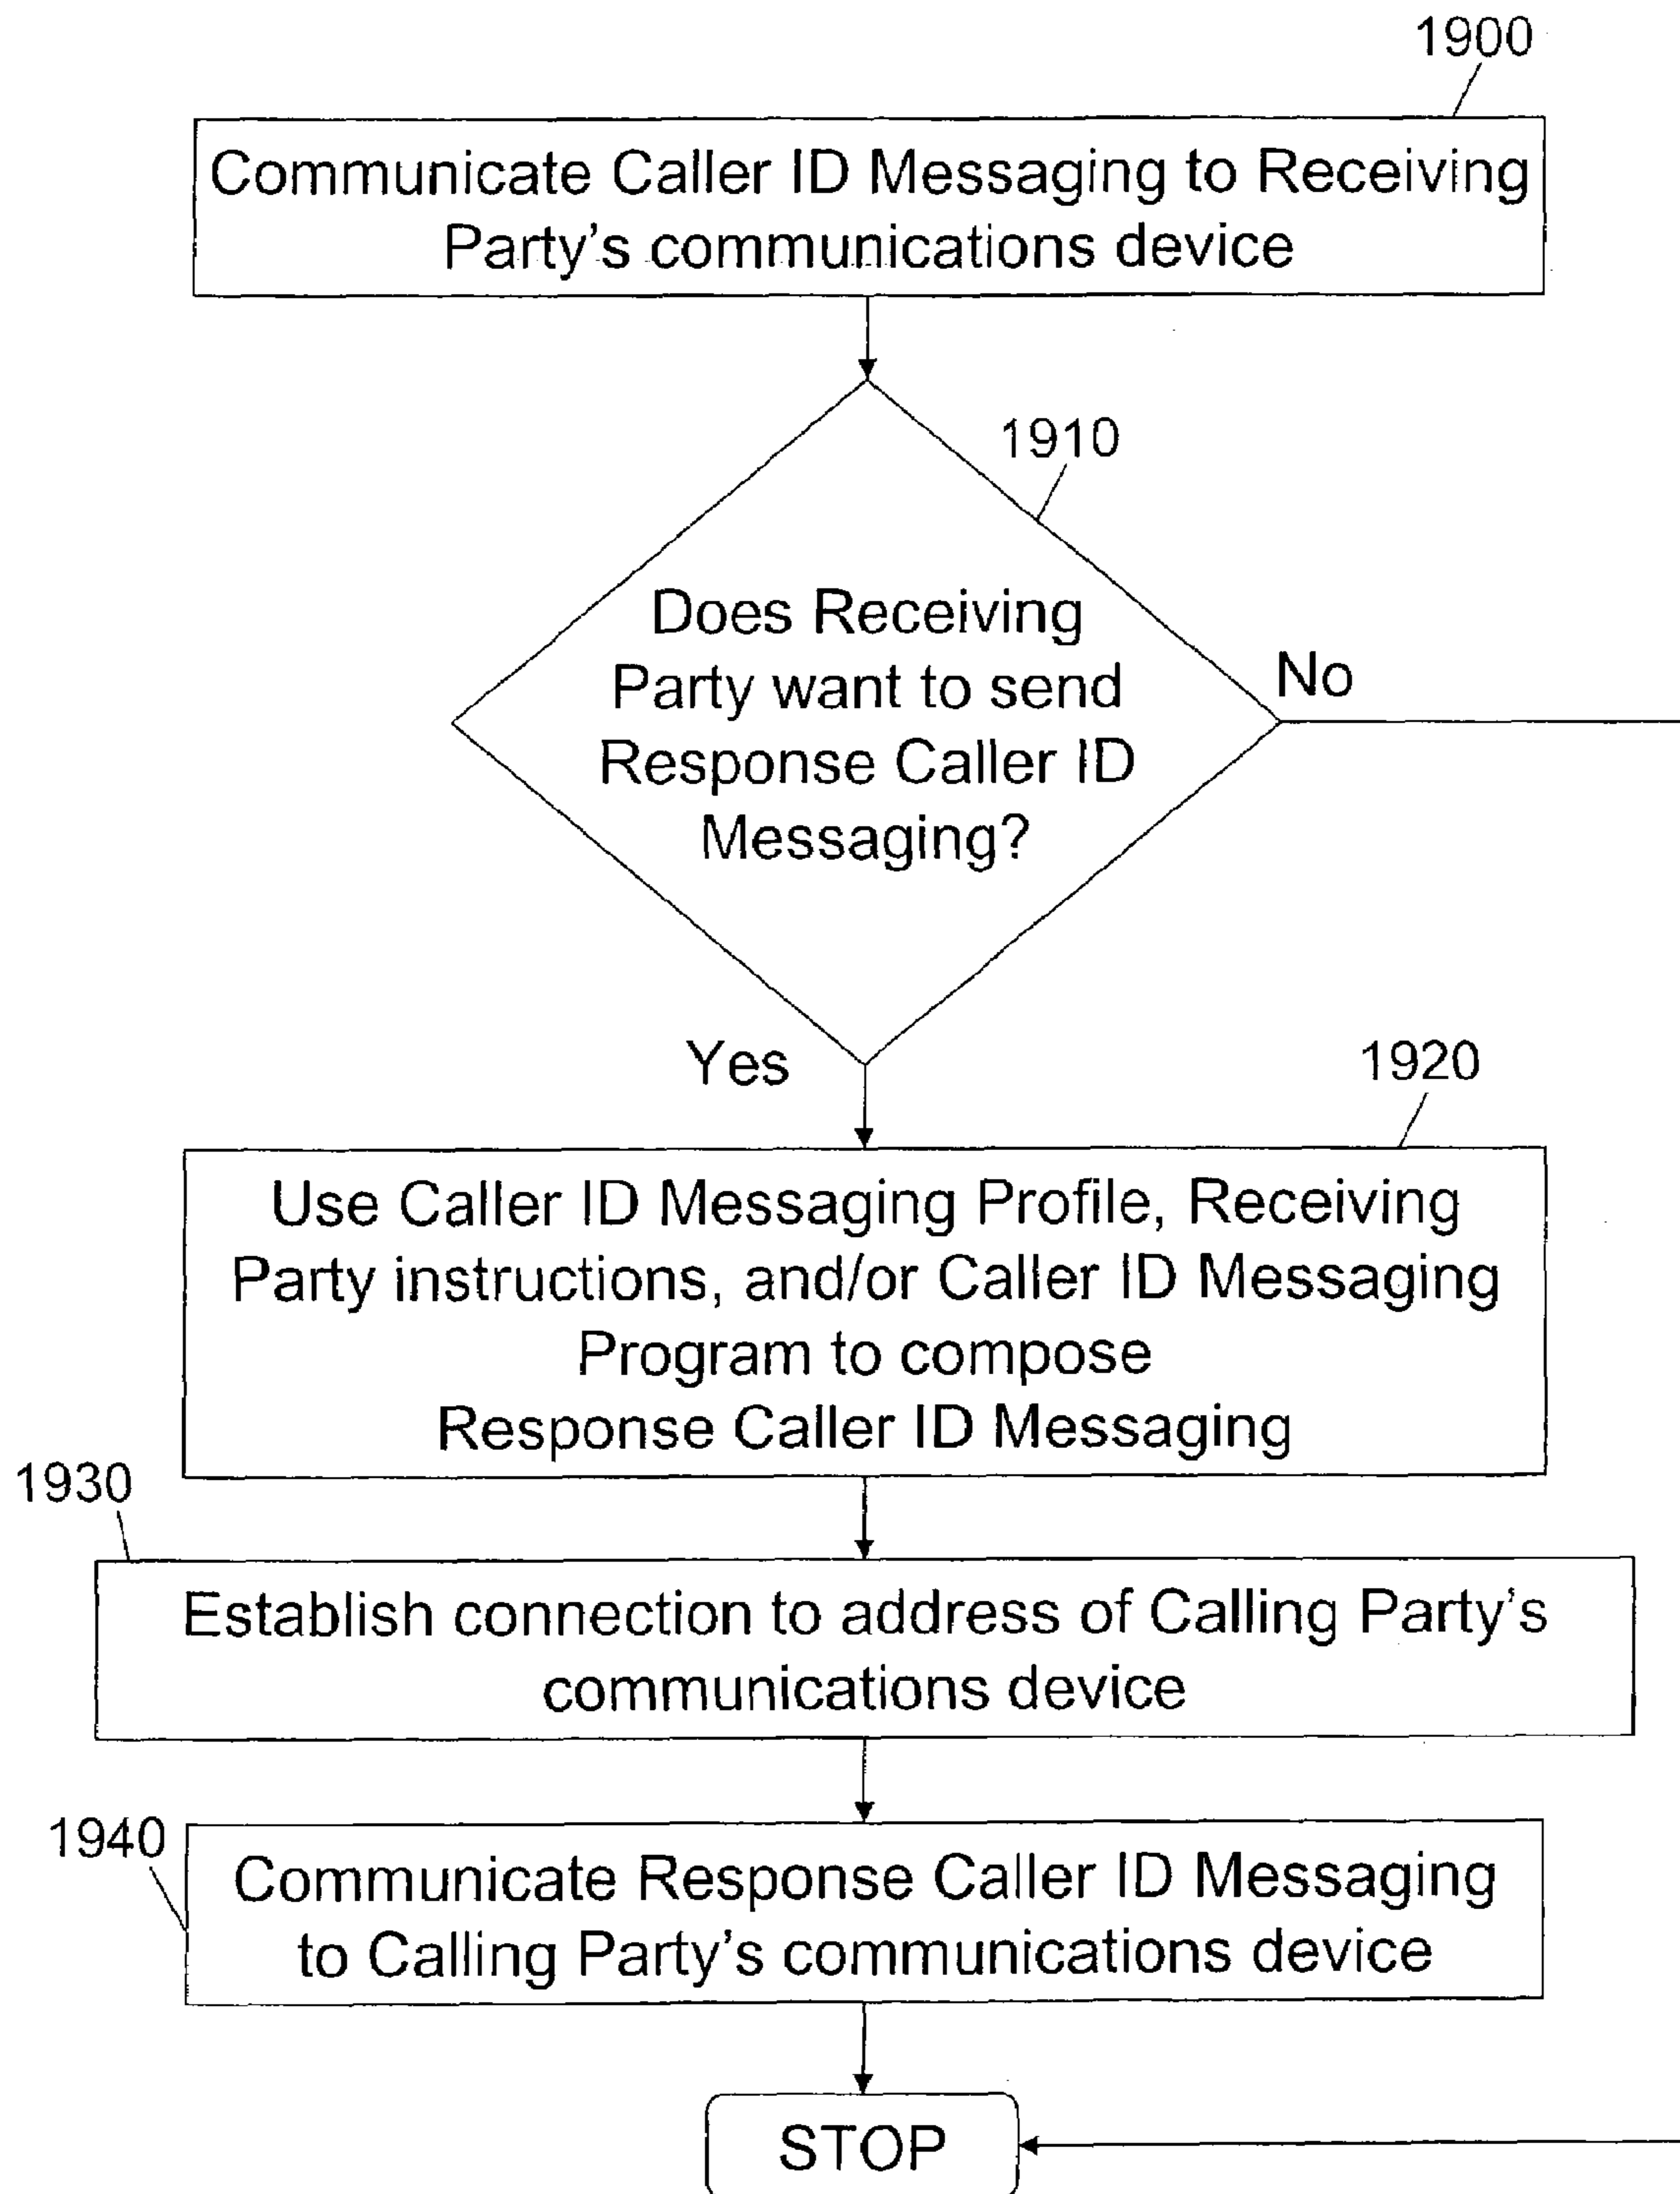 1900
Communicate Caller ID Messaging to Receiving
Party's communications device
1910
Does Receiving
Party want to send
Response Caller ID
Messaging?
No
Yes
1920
Use Caller ID Messaging Profile, Receiving
Party instructions, and/or Caller ID Messaging
Program to compose
Response Caller ID Messaging
1930
Establish connection to address of Calling Party's
communications device
1940
Communicate Response Caller ID Messaging
to Calling Party's communications device
STOP